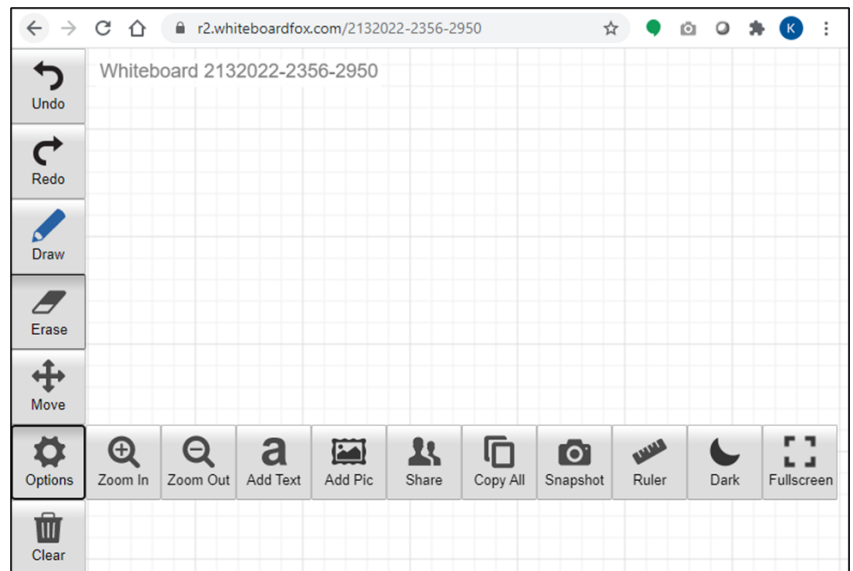 r2.whiteboardfox.com/2132022-2356-2950
K
Whiteboard 2132022-2356-2950
Undo
Redo
Draw
Erase
Move
Options
Zoom In
Zoom Out
a
Add Text
Add Pic
Share
Copy All
Snapshot
Ruler
Dark
Fullscreen
Clear